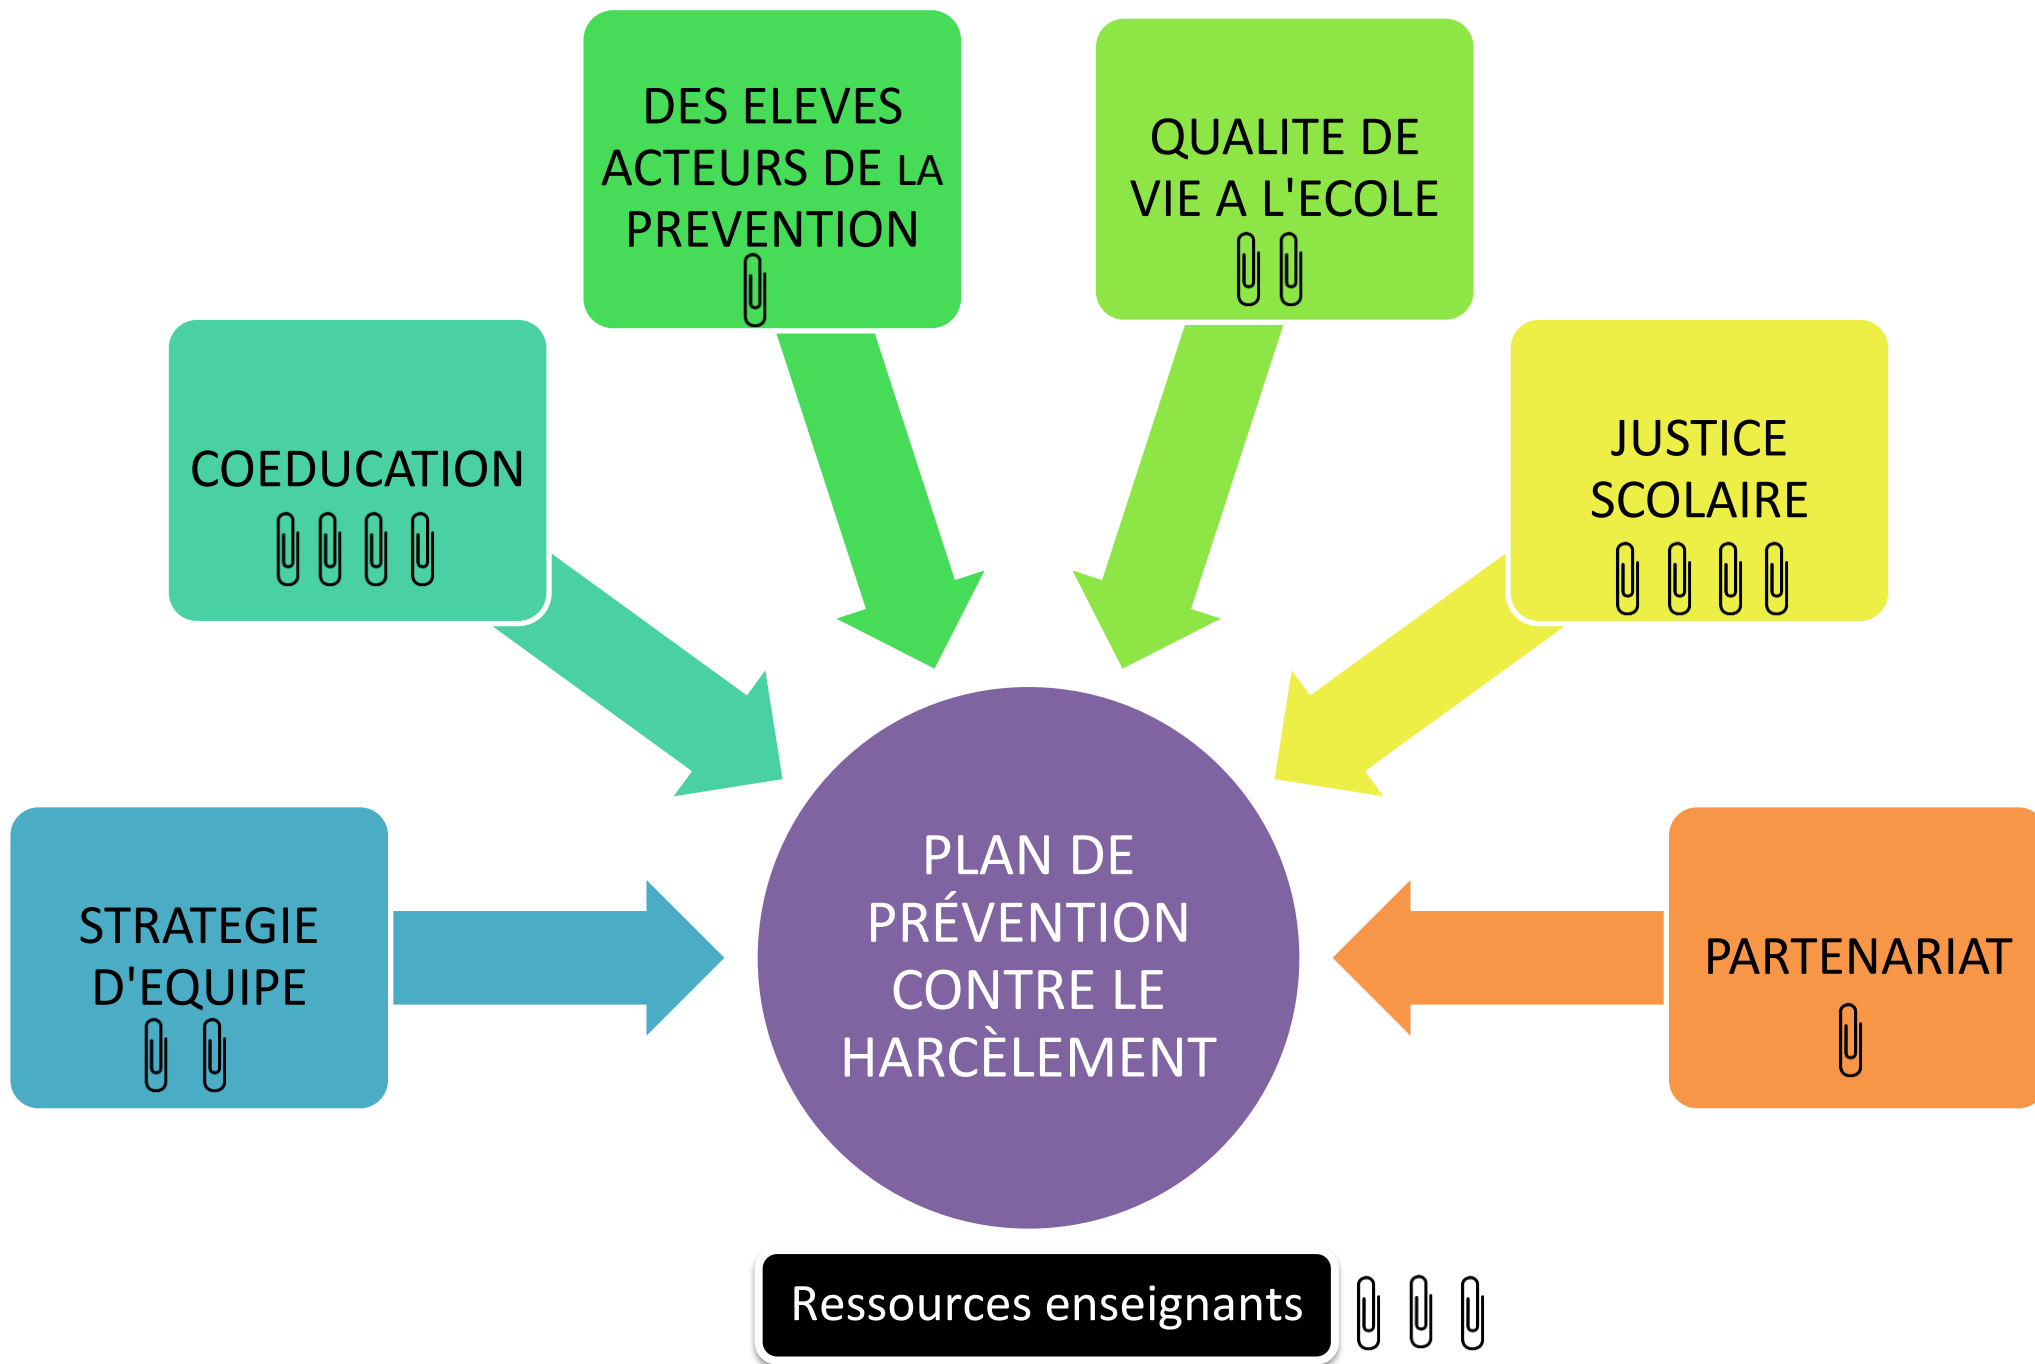 DES ELEVES
ACTEURS DE LA
PREVENTION
QUALITE DE
VIE A L'ECOLE
COEDUCATION
JUSTICE
SCOLAIRE
STRATEGIE
D'EQUIPE
PLAN DE
PRÉVENTION
CONTRE LE
HARCÈLEMENT
PARTENARIAT
Ressources enseignants